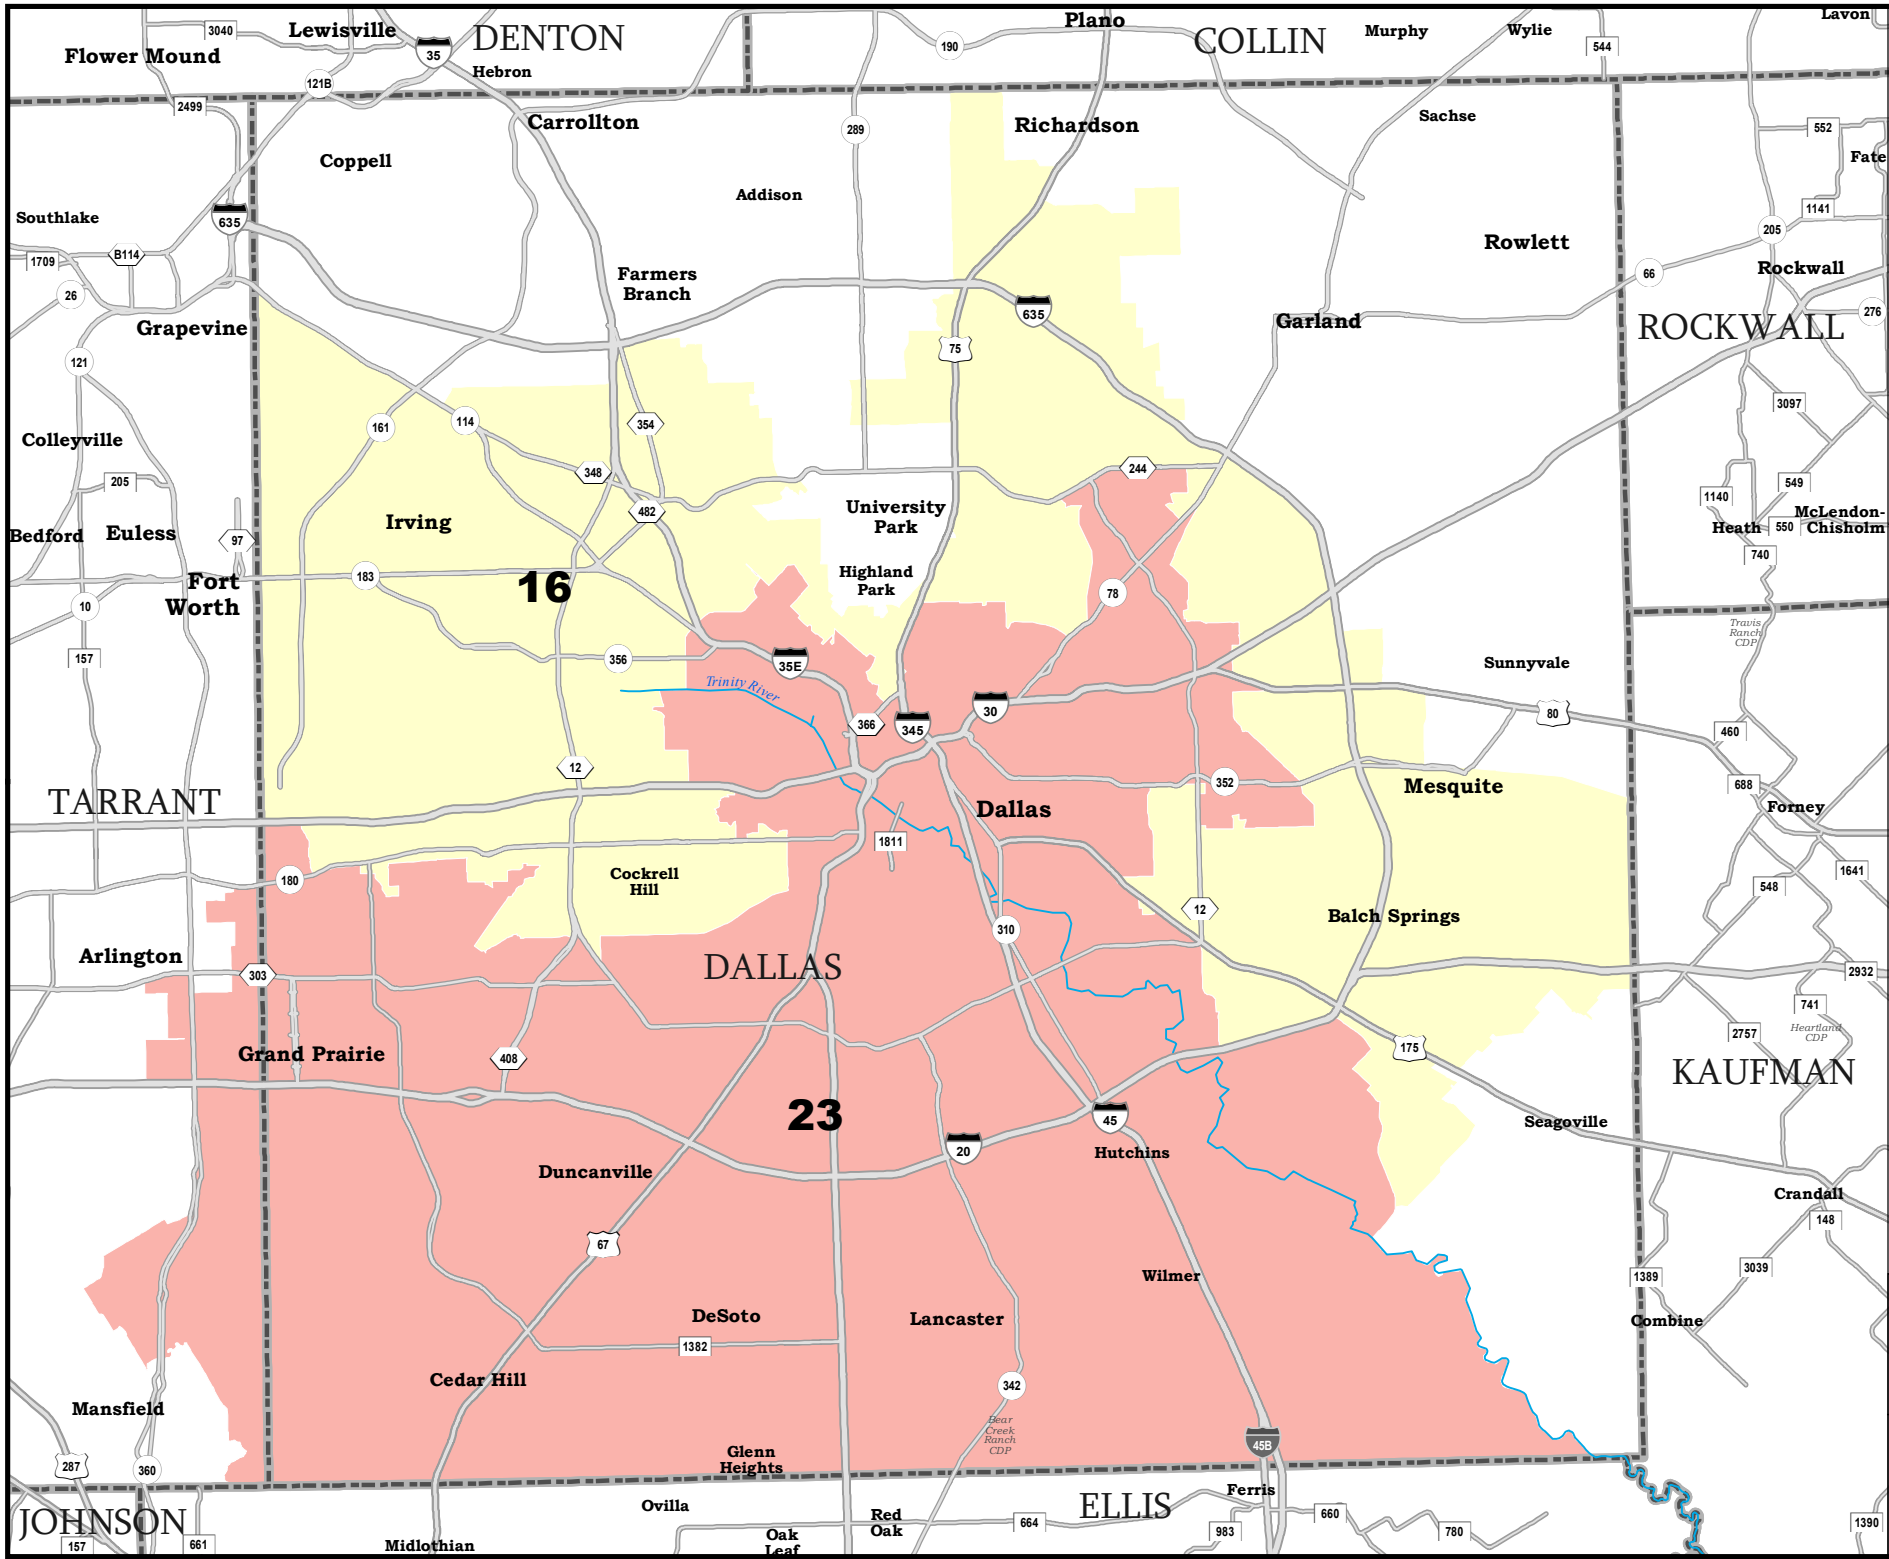 Lavon
Plano
3040
Lewisville
DENTON
COLLIN
Murphy
Wylie
190
544
35
Flower Mound
Hebron
121B
2499
Carrollton
289
Richardson
Sachse
552
Coppell
Fate
Addison
Southlake
635
1141
205
B114
1709
Rowlett
66
Rockwall
Farmers
Branch
26
635
276
Grapevine
Garland
ROCKWALL
75
121
3097
161
114
354
Colleyville
348
244
205
549
1140
482
University
Park
Irving
McLendon-
Chisholm
Heath
550
Bedford
Euless
97
740
Highland
Park
183
16
Fort
Worth
78
10
Travis
Ranch
CDP
157
356
35E
Sunnyvale
Trinity River
30
80
366
345
460
12
352
688
Mesquite
TARRANT
Forney
Dallas
1811
1641
Cockrell
Hill
180
548
12
Balch Springs
310
Arlington
303
DALLAS
2932
741
Heartland
CDP
2757
Grand Prairie
408
175
KAUFMAN
23
45
Seagoville
20
Hutchins
Duncanville
Crandall
148
67
Wilmer
1389
3039
DeSoto
Lancaster
Combine
1382
Cedar Hill
342
Mansfield
Bear
Creek
Ranch
CDP
45B
Glenn
Heights
287
360
Ferris
Ovilla
ELLIS
Red
Oak
664
660
JOHNSON
983
780
1390
Oak
Leaf
157
661
Midlothian